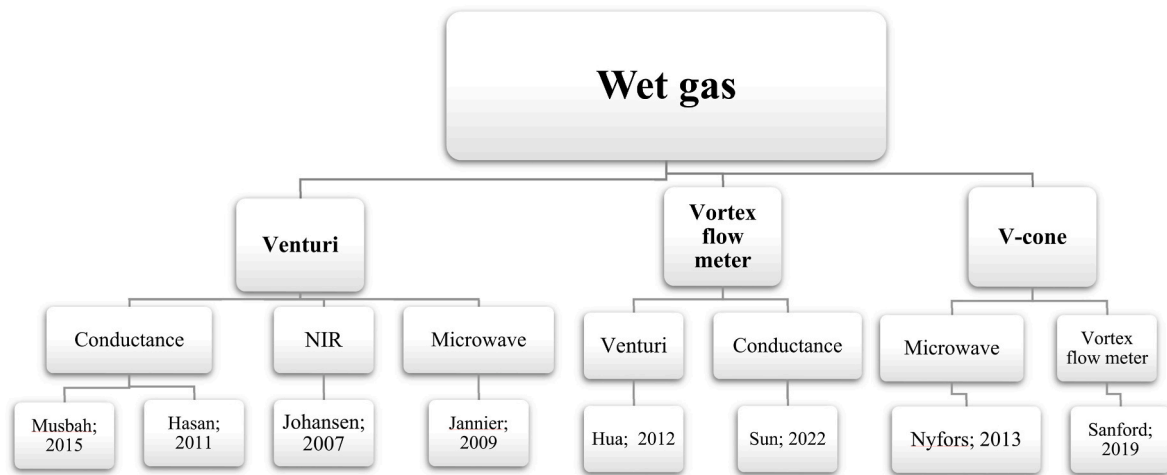 Wet gas
Venturi
Vortex
flow
meter
V-cone
Conductance
NIR
Microwave
Venturi
Conductance
Microwave
Vortex
flow meter
Musbah;
2015
Hasan;
2011
Johansen;
2007
Jannier;
2009
Hua;  2012
Sun; 2022
Nyfors; 2013
Sanford;
2019